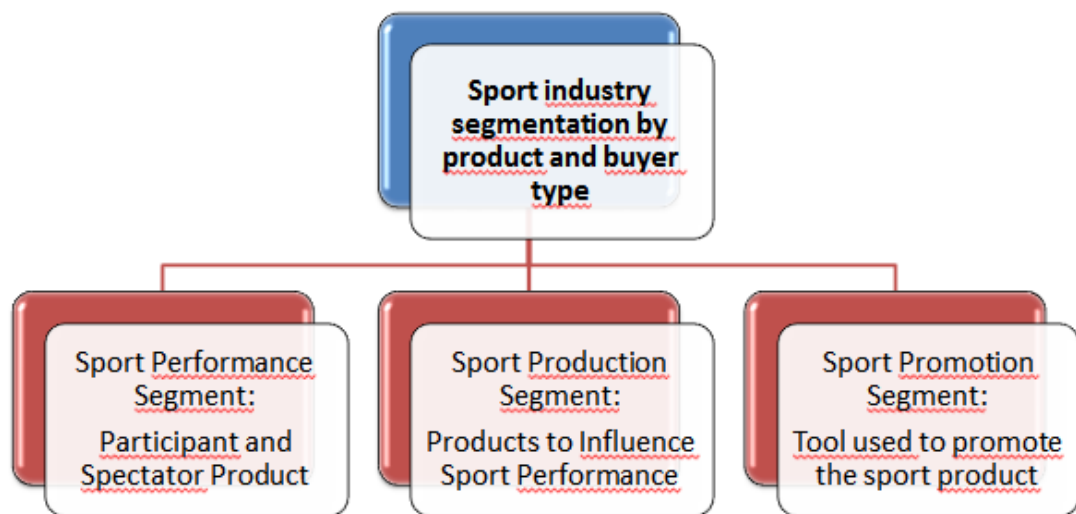 Sport industry
segmentation by
product and buyer
type
Sport Performance
Segment:
Participant and
Spectator Product
Sport Production
Segment:
Products to Influence
Sport Performance
Sport Promotion
Segment:
Tool used to promote
the sport product